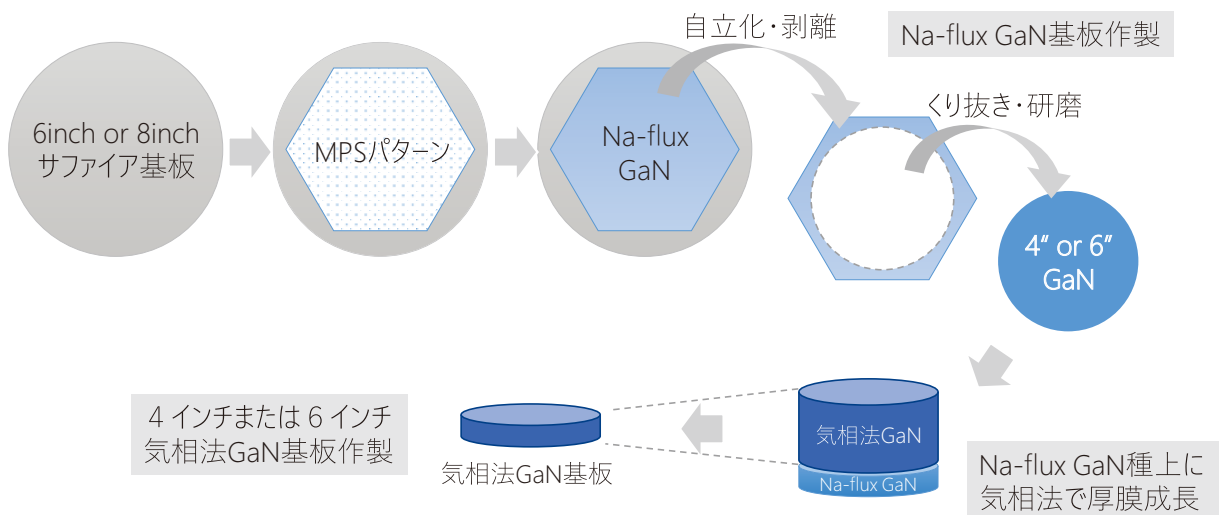 自立化・剥離
Na-flux GaN基板作製
6inch or 8inch
サファイア基板
MPSパターン
Na-flux
GaN
くり抜き・研磨
4“ or 6”
GaN
4 インチまたは 6 インチ
気相法GaN基板作製
気相法GaN基板
気相法GaN
Na-flux GaN
Na-flux GaN種上に
気相法で厚膜成長